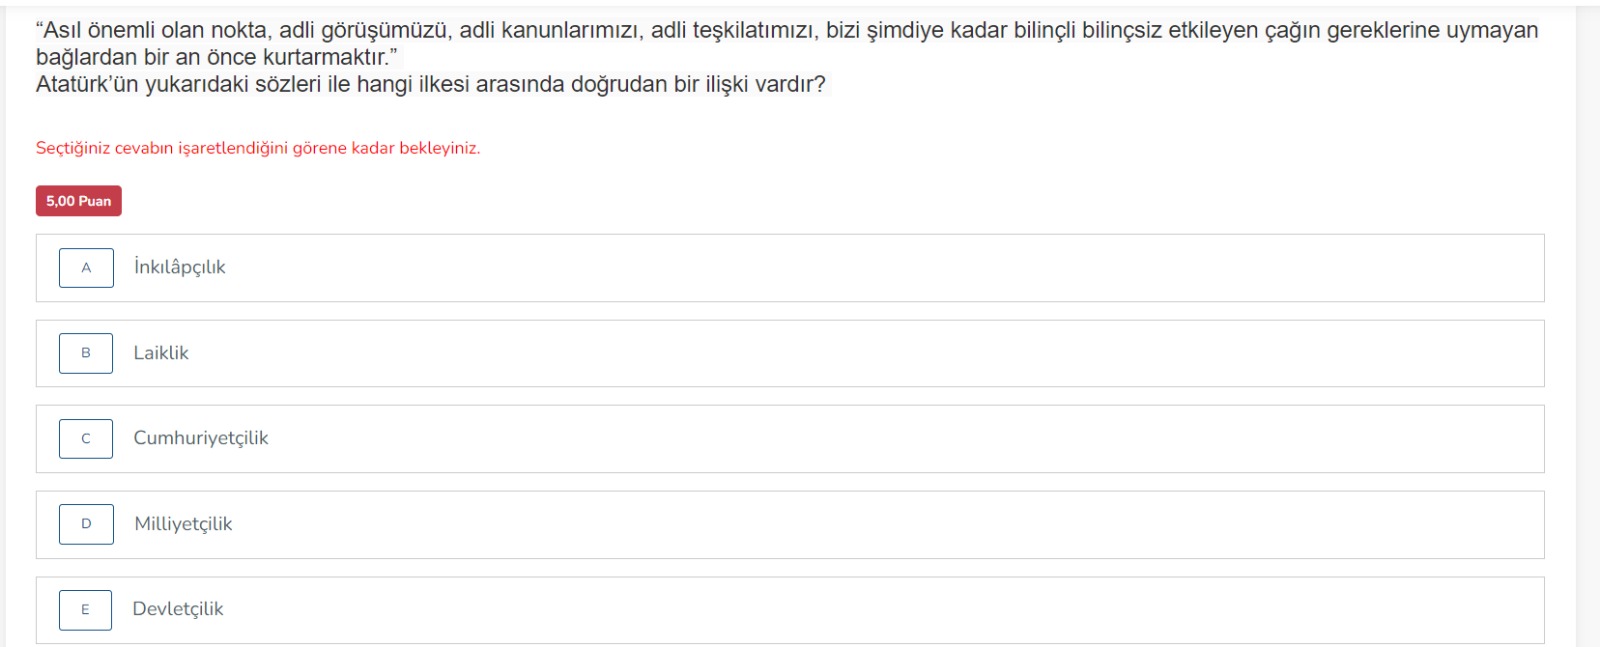 “Asıl önemli olan nokta, adli görüşümüzü, adli kanunlarımızı, adli teşkilatımızı, bizi şimdiye kadar bilinçli bilinçsiz etkileyen çağın gereklerine uymayan
bağlardan bir an önce kurtarmaktır.”
Atatürk’ün yukarıdaki sözleri ile hangi ilkesi arasında doğrudan bir ilişki vardır?
Seçtiğiniz cevabın işaretlendiğini görene kadar bekleyiniz.
5,00 Puan
A İnkılâpçılık
B Laiklik
C Cumhuriyetçilik
D Milliyetçilik
E Devletçilik